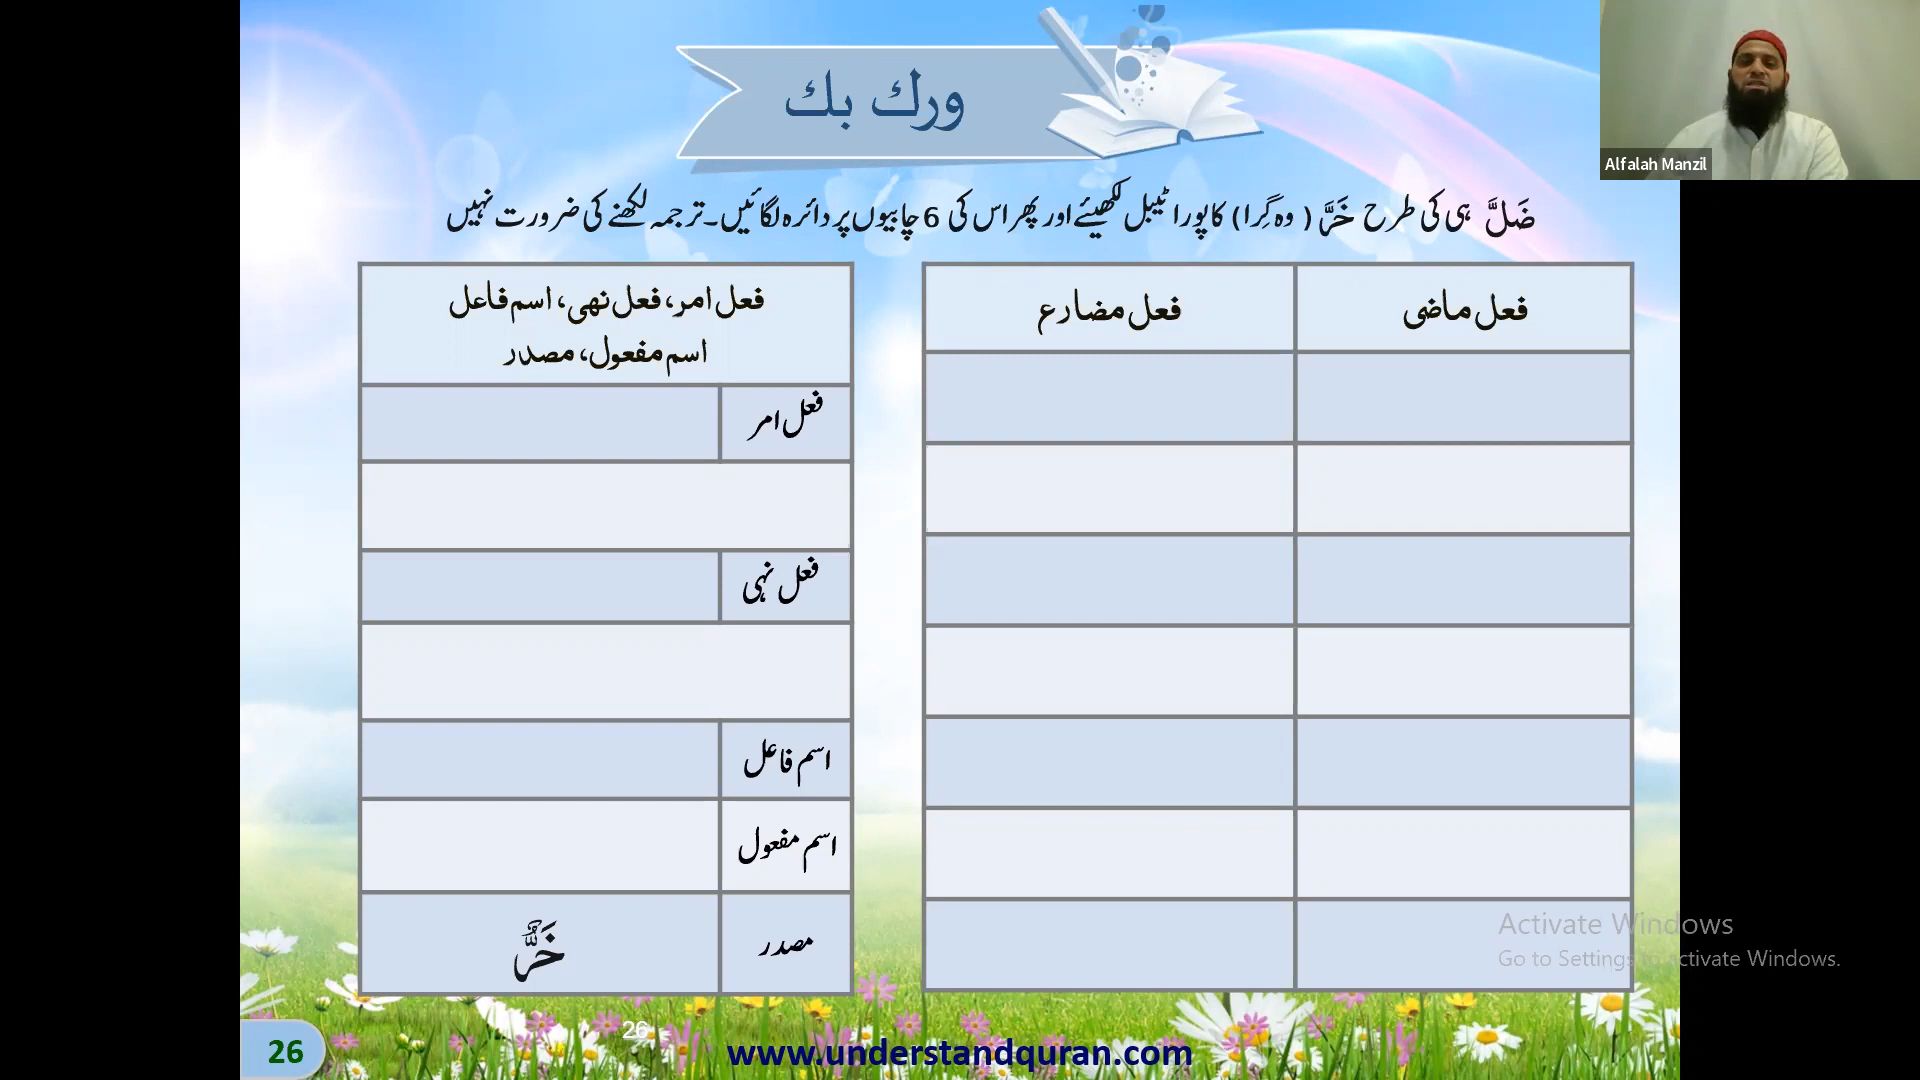 ورك بك
Alfalah Manzil
ضَلَّ ہی کی طرح خَرَّ (وہ گِرا) کا پورا ٹیبل لکھیئے اور پھر اس کی 6 چابیوں پر دائرہ لگائیں۔ ترجمہ لکھنے کی ضرورت نہیں
فعل ماضی
فعل مضارع
فعل امر، فعل نهی، اسم فاعل
اسم مفعول، مصدر
فعل امر
فعل نہی
اسم فاعل
اسم مفعول
مصدر
خَرٌّ
Activate Windows
Go to Settings to activate Windows.
26
26
www.understandquran.com